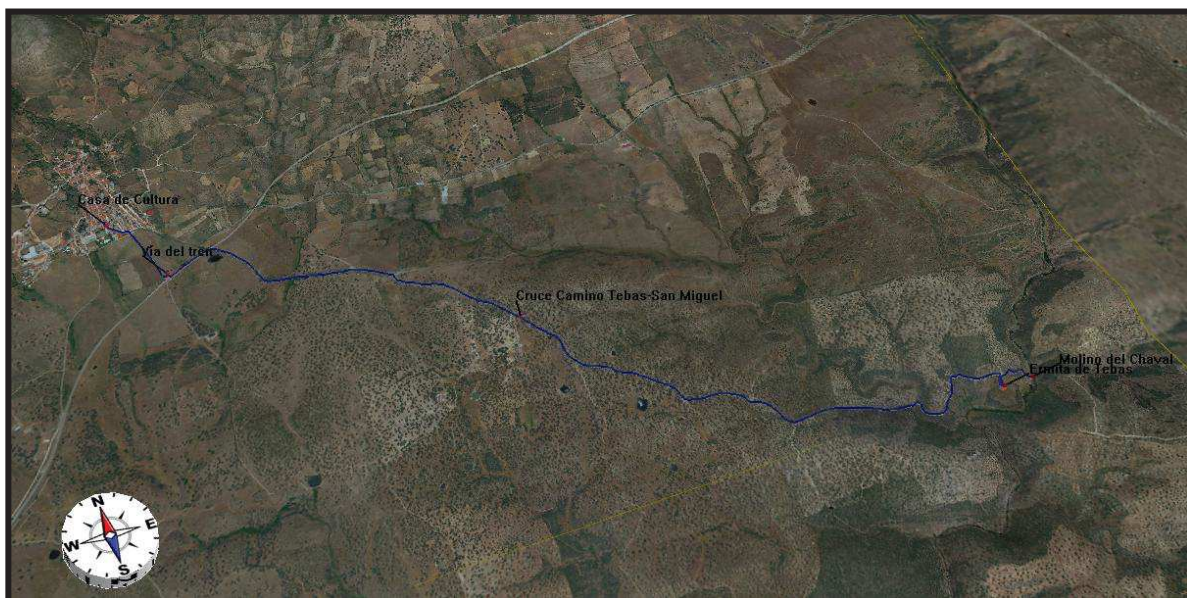 Casa de Cultura
Vía del tren
Cruce Camino Tebas-San Miguel
Molino del Chaval
Ermita de Tebas
N
E
W
S